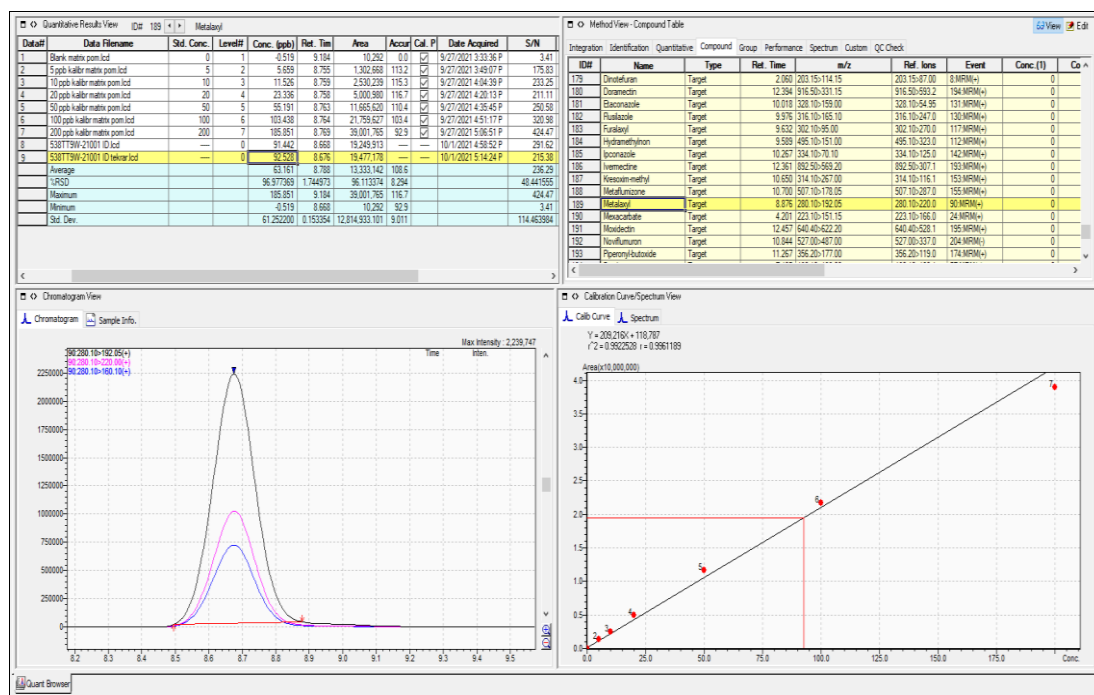 Quantitative Results View ID# 189 Metalaxyl
Data# Data Filename Std. Conc. Level# Conc. (ppb) Ret. Tim Area Accur Cal. P Date Acquired S/N
1 Blank matrix pom.lcd 0 1 -0.519 9.184 10,292 0.0 9/27/2021 3:33:36 P 3.41
2 5 ppb kalibr matrix pom.lcd 5 2 5.659 8.755 1,302,668 113.2 9/27/2021 3:49:07 P 175.83
3 10 ppb kalibr matrix pom.lcd 10 3 11.526 8.759 2,530,239 115.3 9/27/2021 4:04:39 P 233.25
4 20 ppb kalibr matrix pom.lcd 20 4 23.336 8.758 5,000,980 116.7 9/27/2021 4:20:13 P 211.11
5 50 ppb kalibr matrix pom.lcd 50 5 55.191 8.763 11,665,620 110.4 9/27/2021 4:35:45 P 250.58
6 100 ppb kalibr matrix pom.lcd 100 6 103.438 8.764 21,759,627 103.4 9/27/2021 4:51:17 P 320.98
7 200 ppb kalibr matrix pom.lcd 200 7 185.851 8.769 39,001,765 92.9 9/27/2021 5:06:51 P 424.47
8 538TT9W-21001 ID.lcd --- 0 91.442 8.668 19,249,913 --- --- 10/1/2021 4:58:52 P 291.62
9 538TT9W-21001 ID tekrar.lcd --- 0 92.528 8.676 19,477,178 --- --- 10/1/2021 5:14:24 P 215.38
Average 63.161 8.788 13,333,142 108.6 236.29
%RSD 96.977369 1.744973 96.113374 8.294 48.441555
Maximum 185.851 9.184 39,001,765 116.7 424.47
Minimum -0.519 8.668 10,292 92.9 3.41
Std. Dev. 61.252200 0.153354 12,814,933.101 9.011 114.463984
Method View - Compound Table View Edit
Integration Identification Quantitative Compound Group Performance Spectrum Custom QC Check
ID# Name Type Ret. Time m/z Ref. Ions Event Conc. (1) Co
179 Dinotefuran Target 2.060 203.15>114.15 203.15>87.00 8:MRM(+) 0
180 Doramectin Target 12.394 916.50>331.15 916.50>593.2 194:MRM(+) 0
181 Etaconazole Target 10.018 328.10>159.00 328.10>54.95 131:MRM(+) 0
182 Flusilazole Target 9.976 316.10>165.10 316.10>247.0 130:MRM(+) 0
183 Furalaxyl Target 9.632 302.10>95.00 302.10>270.0 117:MRM(+) 0
184 Hydramethylnon Target 9.589 495.10>151.00 495.10>323.0 112:MRM(+) 0
185 Ipconazole Target 10.267 334.10>70.10 334.10>125.0 142:MRM(+) 0
186 Ivermectine Target 12.361 892.50>569.20 892.50>307.1 193:MRM(+) 0
187 Kresoxim-methyl Target 10.650 314.10>267.00 314.10>116.1 153:MRM(+) 0
188 Metaflumizone Target 10.700 507.10>178.05 507.10>287.0 155:MRM(+) 0
189 Metalaxyl Target 8.876 280.10>192.05 280.10>220.0 90:MRM(+) 0
190 Mexacarbate Target 4.201 223.10>151.15 223.10>166.0 24:MRM(+) 0
191 Moxidectin Target 12.457 640.40>622.20 640.40>528.1 195:MRM(+) 0
192 Noviflumuron Target 10.844 527.00>487.00 527.00>337.0 204:MRM(-) 0
193 Piperonyl-butoxide Target 11.267 356.20>177.00 356.20>119.0 174:MRM(+) 0
Chromatogram View
Chromatogram Sample Info.
Max Intensity : 2,239,747
Time Inten.
90:280.10>192.05(+)
90:280.10>220.00(+)
90:280.10>160.10(+)
2250000
2000000
1750000
1500000
1250000
1000000
750000
500000
250000
0
8.2 8.3 8.4 8.5 8.6 8.7 8.8 8.9 9.0 9.1 9.2 9.3 9.4 9.5
Calibration Curve/Spectrum View
Calib Curve Spectrum
Y = 209,216X + 118,787
r^2 = 0.9922528 r = 0.9961189
Area(x10,000,000)
4.0
3.5
3.0
2.5
2.0
1.5
1.0
0.5
0.0
2 3 4 5 6 7
0.0 25.0 50.0 75.0 100.0 125.0 150.0 175.0 Conc.
Quant Browser